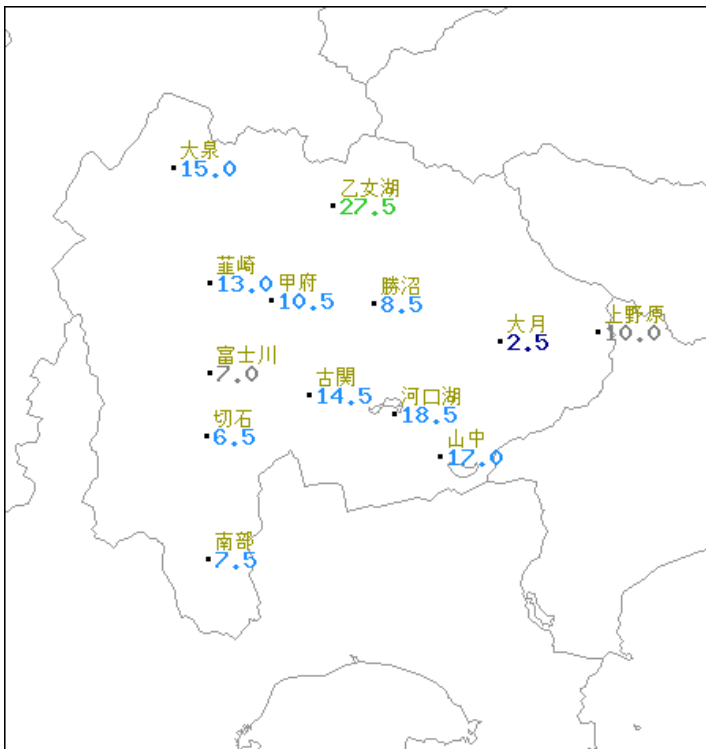 大泉
15.0
乙女湖
27.5
韮崎
13.0
甲府
10.5
勝沼
8.5
大月
2.5
上野原
10.0
富士川
7.0
古関
14.5
河口湖
18.5
切石
6.5
山中
17.0
南部
7.5